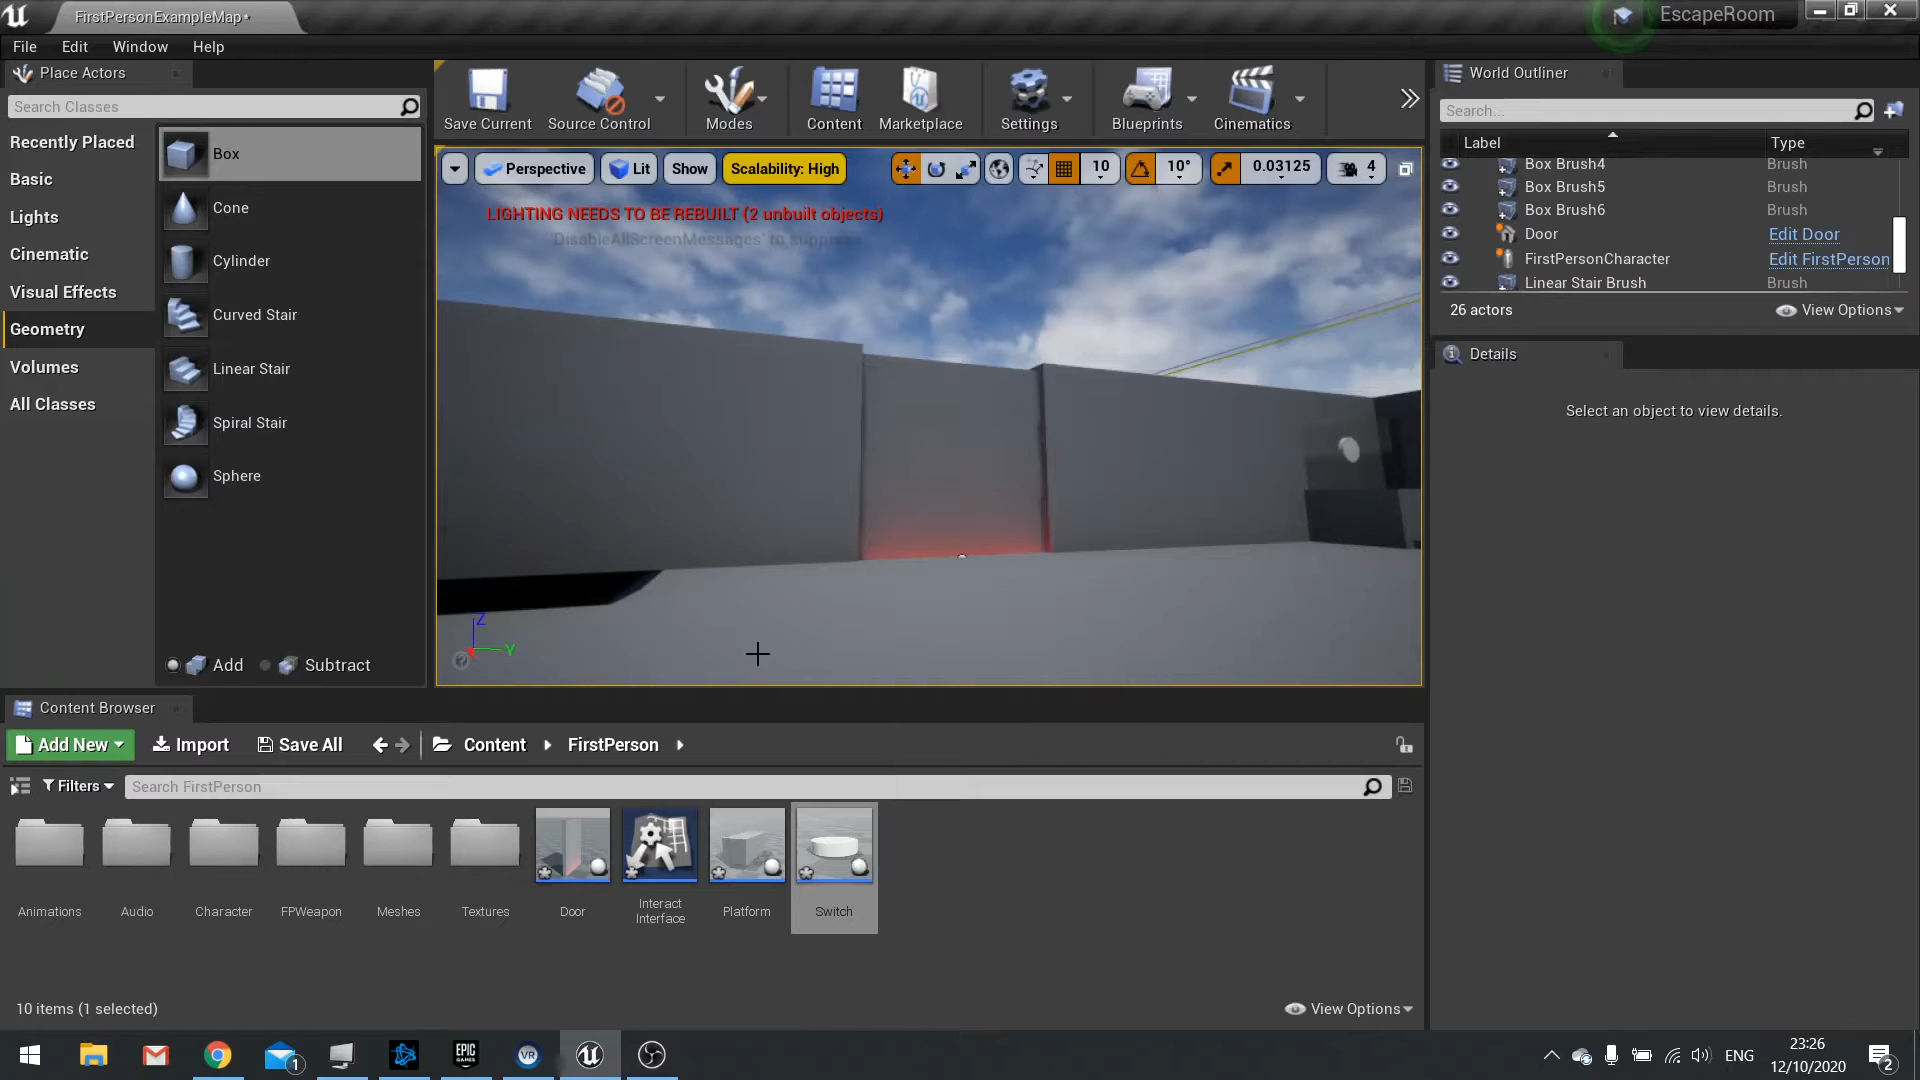 FirstPersonExampleMap*
EscapeRoom
File Edit Window Help
Place Actors
Search Classes
Recently Placed
Basic
Lights
Cinematic
Visual Effects
Geometry
Volumes
All Classes
Box
Cone
Cylinder
Curved Stair
Linear Stair
Spiral Stair
Sphere
Add Subtract
Save Current
Source Control
Modes
Content
Marketplace
Settings
Blueprints
Cinematics
Perspective Lit Show Scalability: High 10 10° 0.03125 4
LIGHTING NEEDS TO BE REBUILT (2 unbuilt objects)
'DisableAllScreenMessages' to suppress
Z
Y
World Outliner
Search...
Label Type
Box Brush4 Brush
Box Brush5 Brush
Box Brush6 Brush
Door Edit Door
FirstPersonCharacter Edit FirstPerson
Linear Stair Brush Brush
26 actors View Options
Details
Select an object to view details.
Content Browser
Add New Import Save All Content FirstPerson
Filters Search FirstPerson
Animations
Audio
Character
FPWeapon
Meshes
Textures
Door
Interact
Interface
Platform
Switch
10 items (1 selected) View Options
1
EPIC
GAMES
VR
ENG
23:26
12/10/2020
2